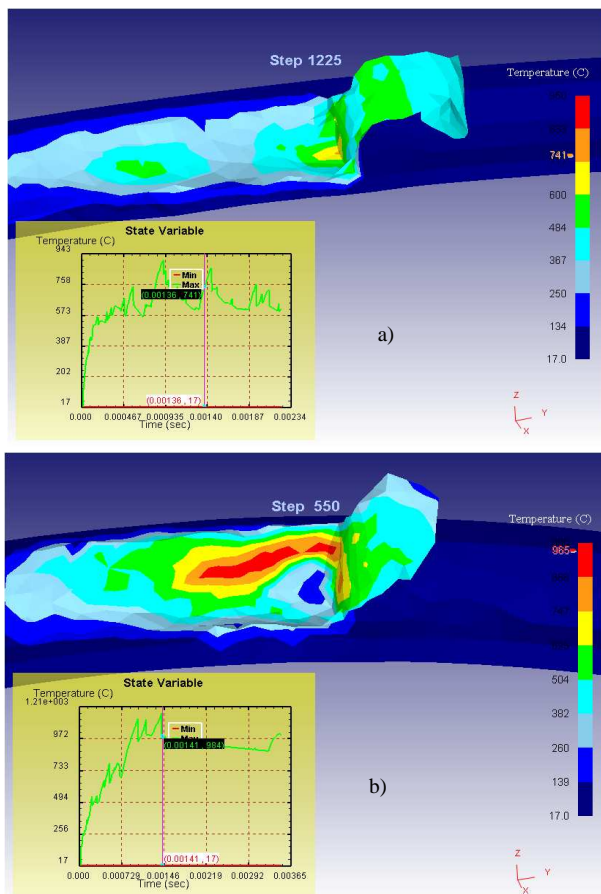 Step 1225
Temperature (C)
741
600
484
367
250
134
17.0
State Variable
Temperature (C)
943
758
573
387
202
17
Min
Max
(0.00136 , 741)
(0.00136 , 17)
0.000 0.000467 0.000935 0.00140 0.00187 0.00234
Time (sec)
a)
Z
Y
X
Step 550
Temperature (C)
965
504
382
260
139
17.0
State Variable
Temperature (C)
1.21e+003
972
733
494
256
17
Min
(0.00141 , 984)
(0.00141 , 17)
0.000 0.000729 0.00146 0.00219 0.00292 0.00365
Time (sec)
b)
Z
Y
X